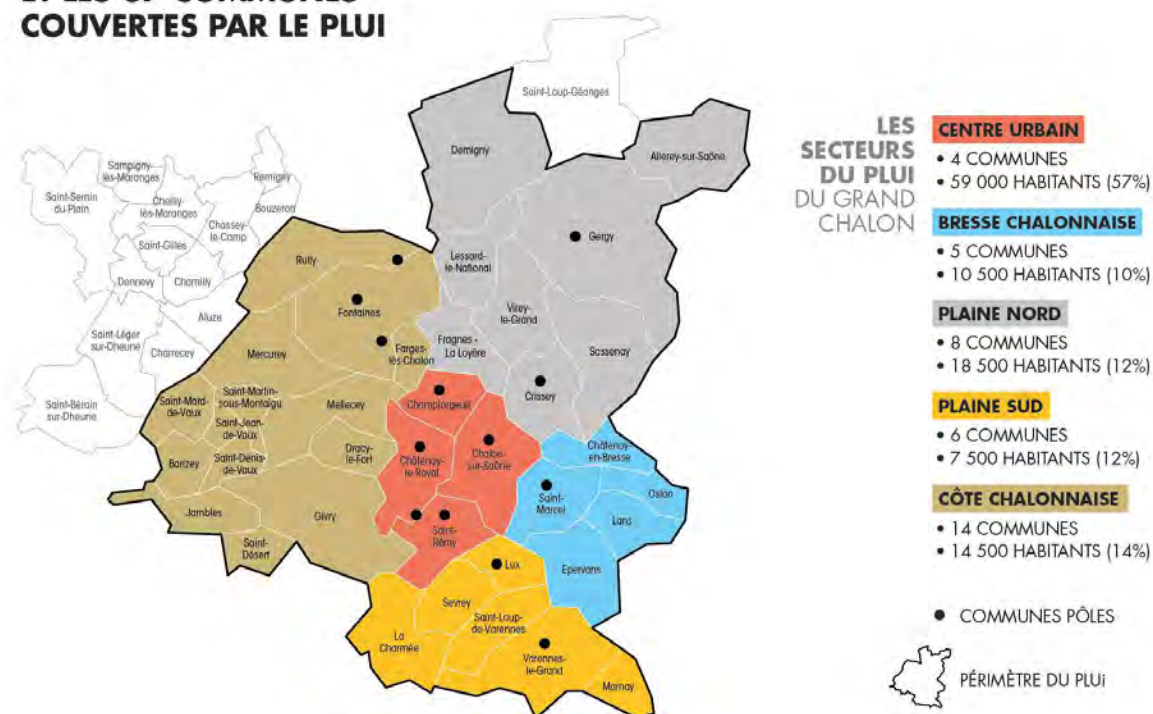 COUVERTES PAR LE PLUI
Saint-Loup-Géanges
Demigny
Allerey-sur-Saône
Sampigny-
lès-Maranges
Remigny
Saint-Sernin
du-Plain
Cheilly-
lès-Maranges
Bouzeron
Chassey-
le-Camp
Saint-Gilles
Dennevy
Chamilly
Aluze
Saint-Léger
sur-Dheune
Charrecey
Saint-Bérain
sur-Dheune
Rully
Fontaines
Lessard-
le-National
Gergy
Virey-
le-Grand
Farges-
lès-Chalon
Fragnes -
La Loyère
Sassenay
Mercurey
Crissey
Saint-Mard-
de-Vaux
Saint-Martin-
sous-Montaigu
Mellecey
Champforgeuil
Saint-Jean-
de-Vaux
Barizey
Saint-Denis-
de-Vaux
Dracy-
le-Fort
Châtenoy-
le-Royal
Chalon-
sur-Saône
Châtenoy-
en-Bresse
Saint-
Marcel
Oslon
Lans
Jambles
Givry
Saint-
Rémy
Saint-
Désert
Epervans
Lux
Sevrey
Saint-Loup-
de-Varennes
La
Charmée
Varennes-
le-Grand
Marnay
LES
SECTEURS
DU PLUI
DU GRAND
CHALON
CENTRE URBAIN
• 4 COMMUNES
• 59 000 HABITANTS (57%)
BRESSE CHALONNAISE
• 5 COMMUNES
• 10 500 HABITANTS (10%)
PLAINE NORD
• 8 COMMUNES
• 18 500 HABITANTS (12%)
PLAINE SUD
• 6 COMMUNES
• 7 500 HABITANTS (12%)
CÔTE CHALONNAISE
• 14 COMMUNES
• 14 500 HABITANTS (14%)
COMMUNES PÔLES
PÉRIMÈTRE DU PLUi